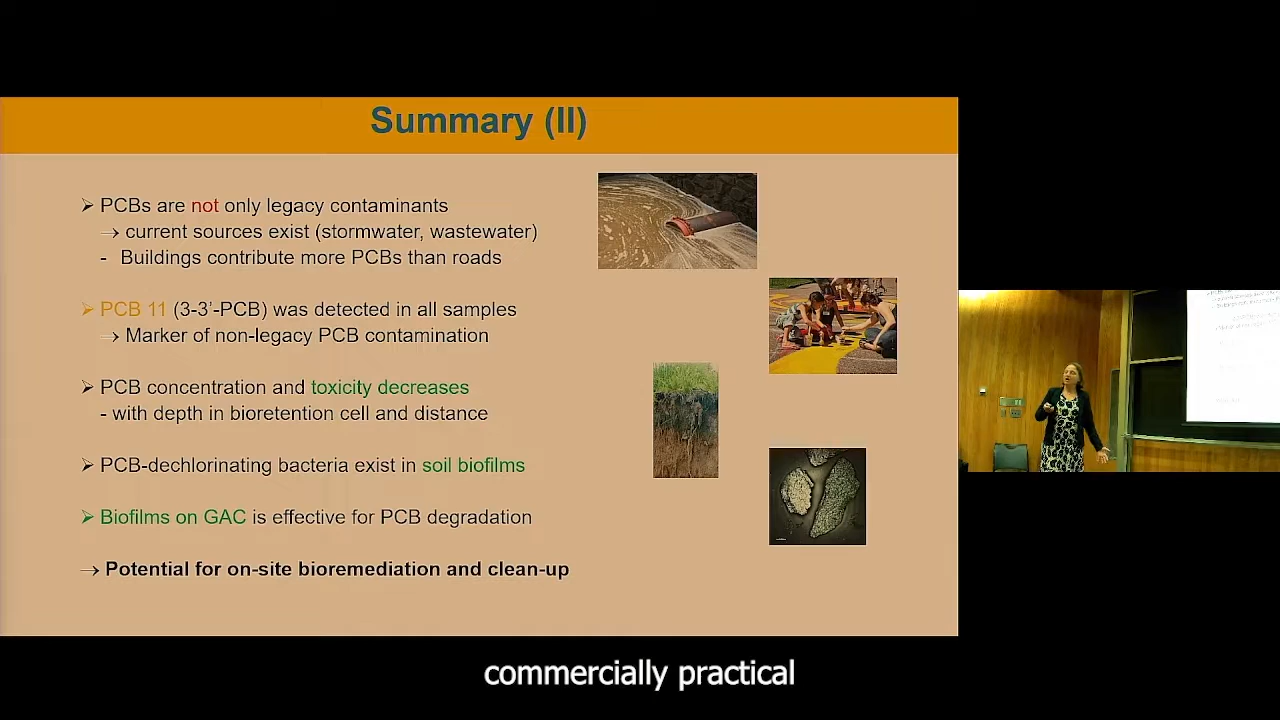 Summary (II)
➢ PCBs are not only legacy contaminants
→ current sources exist (stormwater, wastewater)
- Buildings contribute more PCBs than roads
➢ PCB 11 (3-3’-PCB) was detected in all samples
→ Marker of non-legacy PCB contamination
➢ PCB concentration and toxicity decreases
- with depth in bioretention cell and distance
➢ PCB-dechlorinating bacteria exist in soil biofilms
➢ Biofilms on GAC is effective for PCB degradation
→ Potential for on-site bioremediation and clean-up
commercially practical